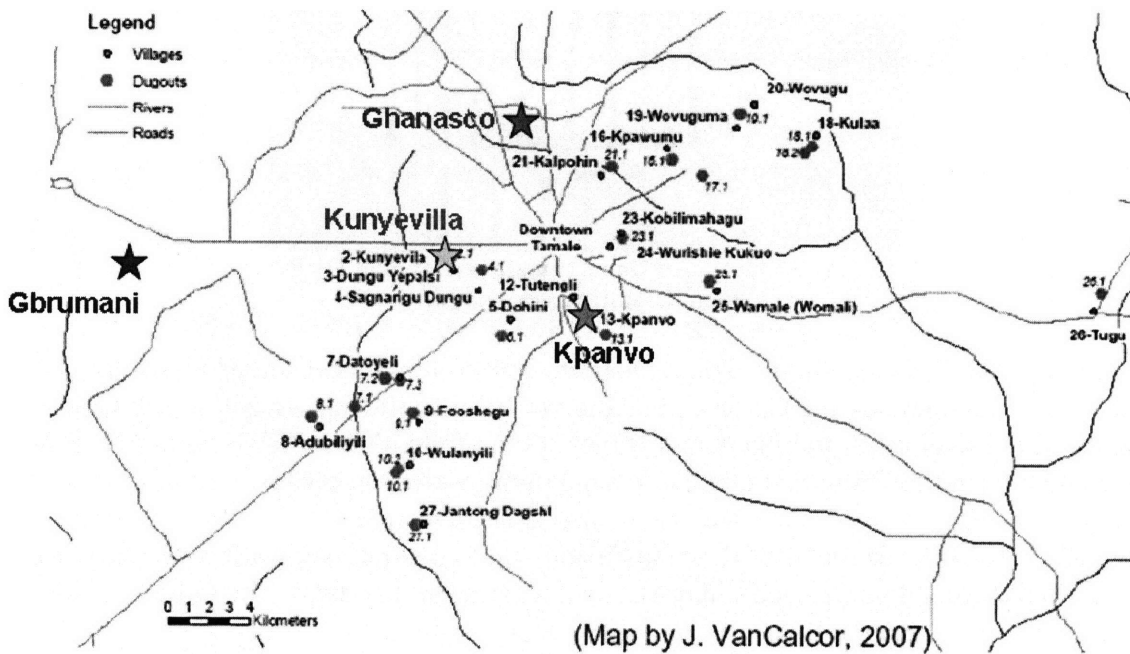 Legend
Villages
Dugouts
Rivers
Roads
Ghanasco
20-Wovugu
19-Wovuguma
19.1
18-Kulaa
18.1
18.2
16-Kpawumu
16.1
21.1
21-Kalpohin
17.1
Kunyevilla
Downtown
Tamale
23-Kobilimahagu
23.1
24-Wurishie Kukuo
2-Kunyevila
2.1
3-Dungu Yepalsi
4.1
4-Sagnarigu Dungu
Gbrumani
12-Tutengli
25.1
25-Wamale (Womali)
26.1
26-Tugu
5-Dohini
13-Kpanvo
13.1
Kpanvo
7-Datoyeli
7.2
7.3
7.1
8.1
8-Adubiliyili
9-Fooshegu
9.1
10-Wulanyili
10.2
10.1
27-Jantong Dagshi
27.1
0 1 2 3 4
Kilometers
(Map by J. VanCalcor, 2007)